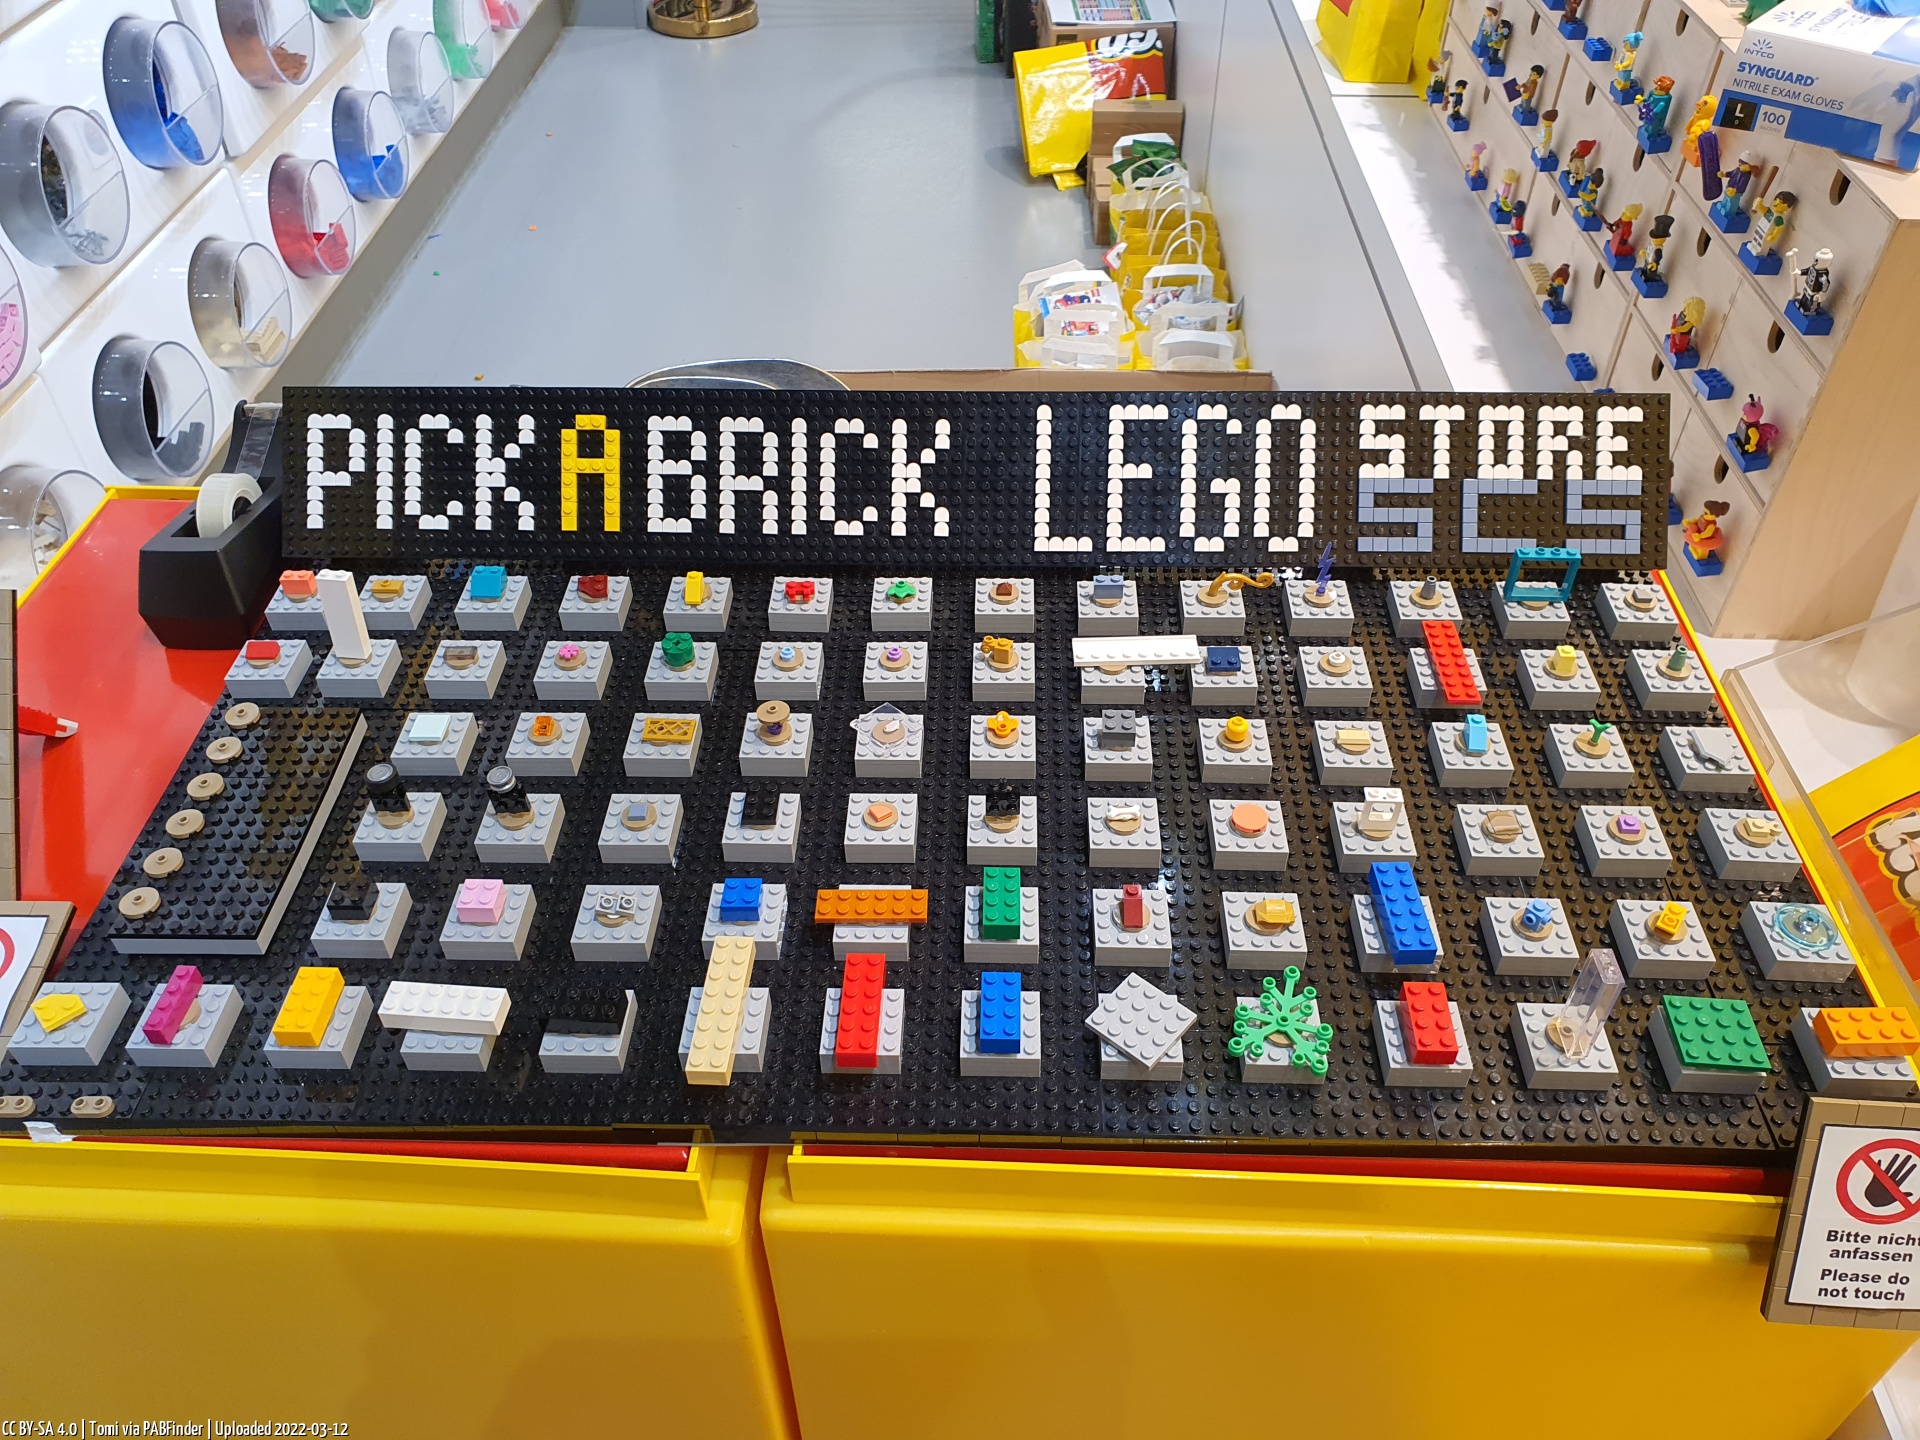 INTCO
SYNGUARD
NITRILE EXAM GLOVES
L
100
PICK A BRICK LEGO STORE
SCS
Bitte nicht
anfassen
Please do
not touch
CC BY-SA 4.0 | Tomi via PABFinder | Uploaded 2022-03-12